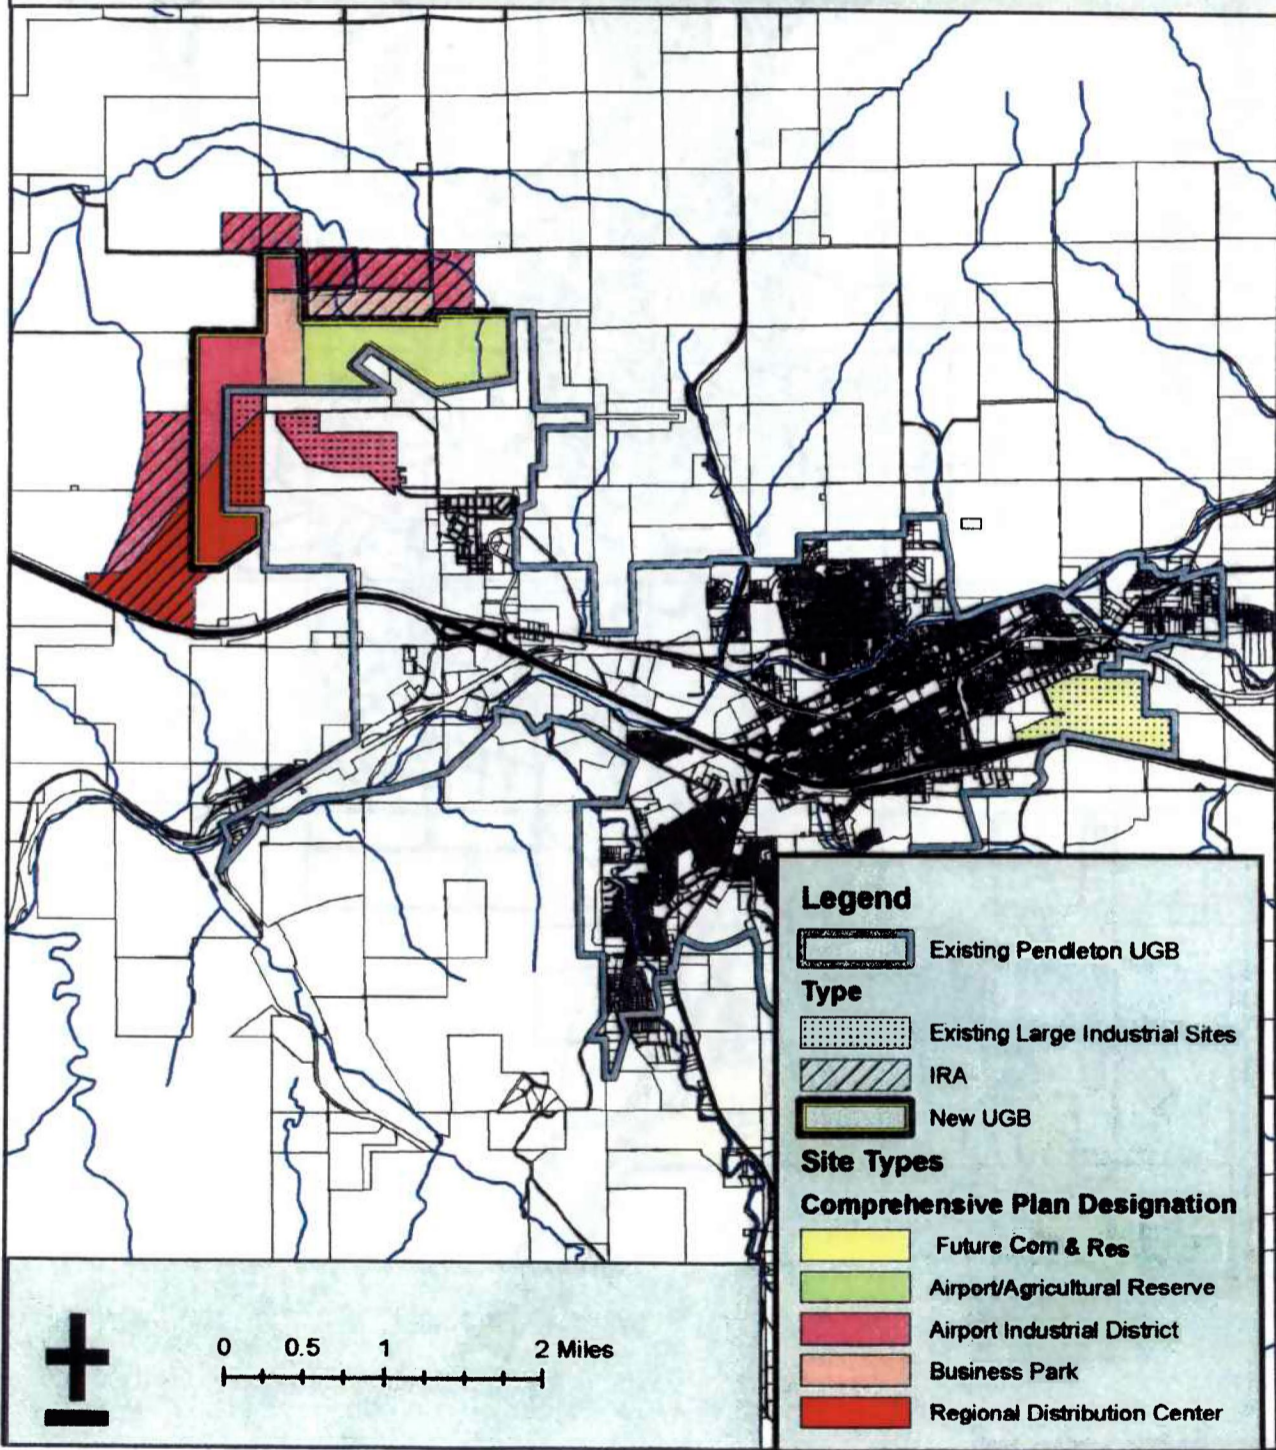 Legend
Existing Pendleton UGB
Type
Existing Large Industrial Sites
IRA
New UGB
Site Types
Comprehensive Plan Designation
Future Com & Res
Airport/Agricultural Reserve
Airport Industrial District
Business Park
Regional Distribution Center
0 0.5 1 2 Miles